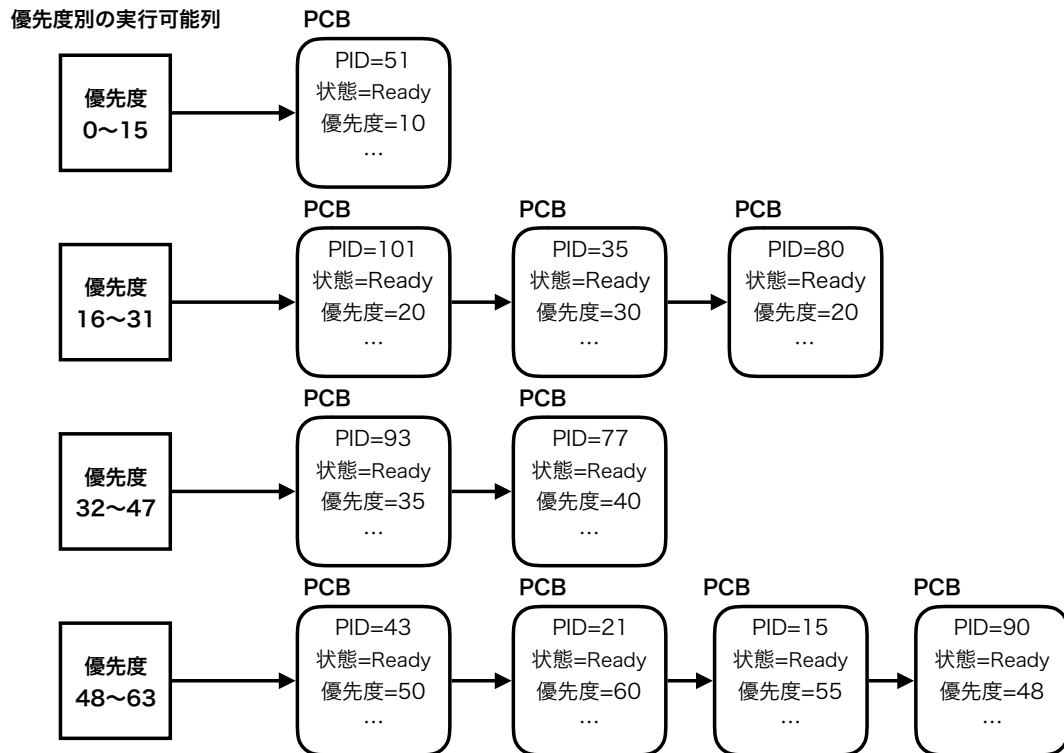 優先度別の実行可能列
PCB
優先度
0〜15
PID=51
状態=Ready
優先度=10
…
PCB
PCB
PCB
優先度
16〜31
PID=101
状態=Ready
優先度=20
…
PID=35
状態=Ready
優先度=30
…
PID=80
状態=Ready
優先度=20
…
PCB
PCB
優先度
32〜47
PID=93
状態=Ready
優先度=35
…
PID=77
状態=Ready
優先度=40
…
PCB
PCB
PCB
PCB
優先度
48〜63
PID=43
状態=Ready
優先度=50
…
PID=21
状態=Ready
優先度=60
…
PID=15
状態=Ready
優先度=55
…
PID=90
状態=Ready
優先度=48
…